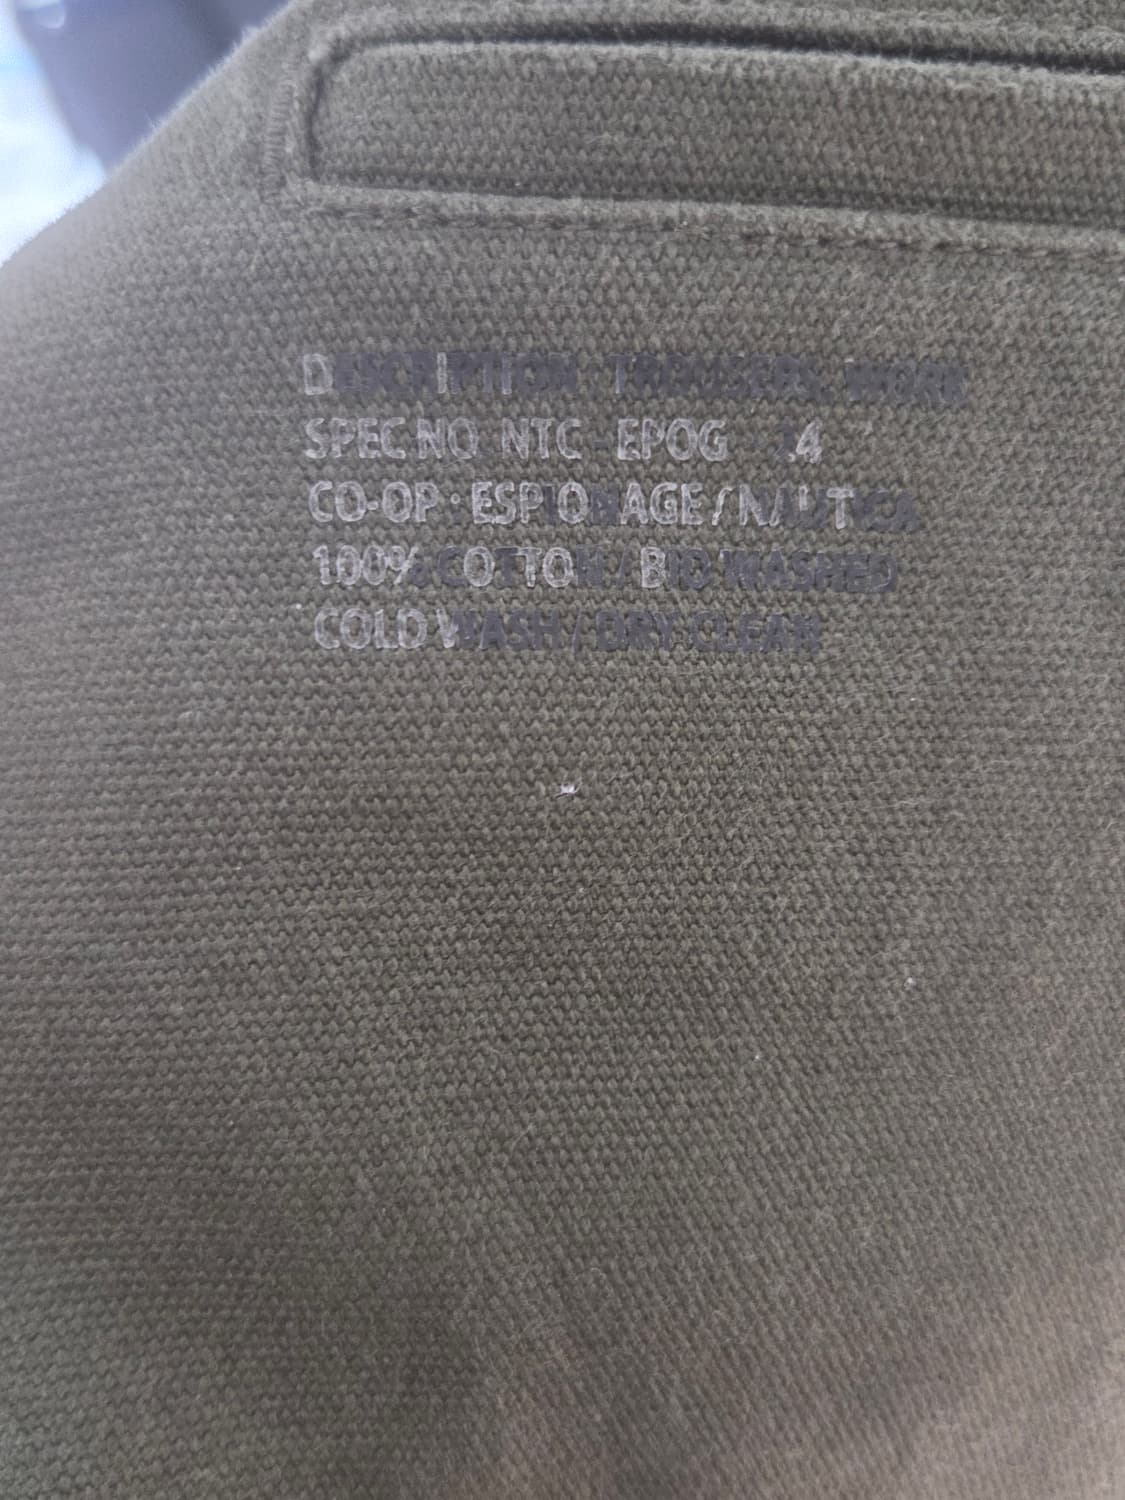 DESCRIPTION : TROUSERS, WORK
SPEC NO NTC - EPOG - 4
CO-OP : ESPIONAGE / NAUTICA
100% COTTON / BIO WASHED
COLD WASH / DRY CLEAN